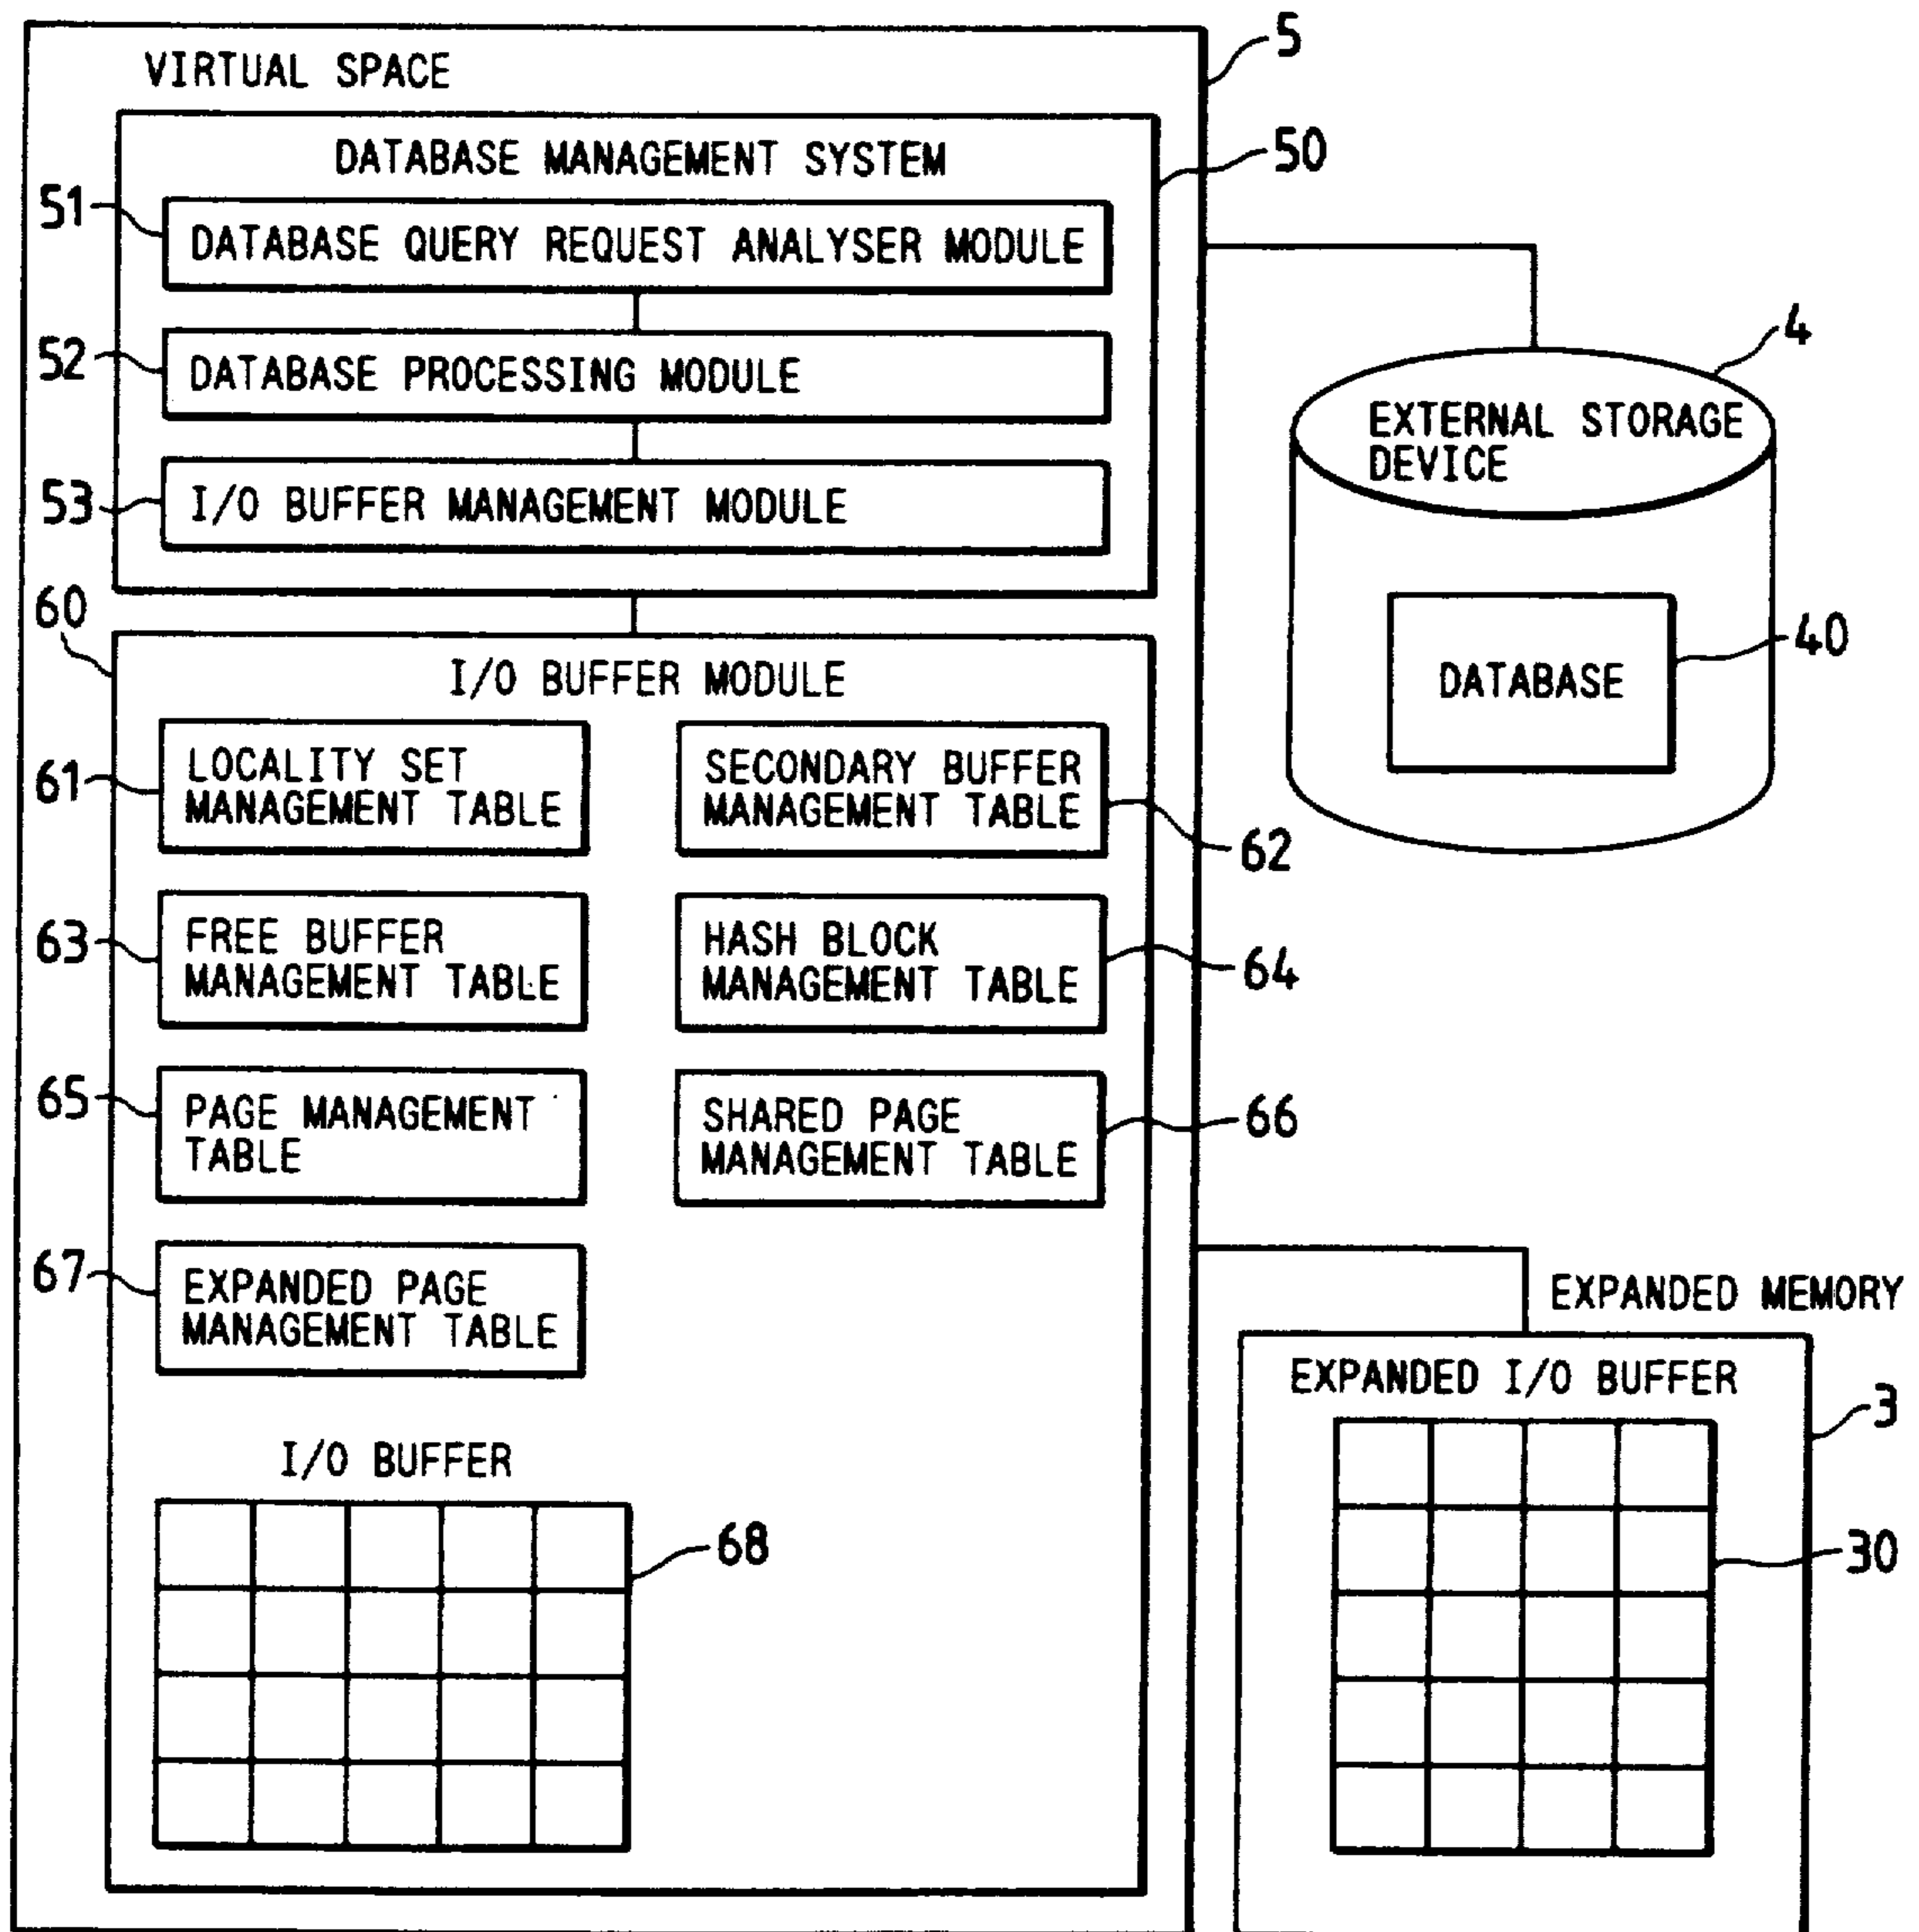 VIRTUAL SPACE
5
DATABASE MANAGEMENT SYSTEM
50
51
DATABASE QUERY REQUEST ANALYSER MODULE
52
DATABASE PROCESSING MODULE
53
I/O BUFFER MANAGEMENT MODULE
4
EXTERNAL STORAGE
DEVICE
DATABASE
40
60
I/O BUFFER MODULE
61
LOCALITY SET
MANAGEMENT TABLE
SECONDARY BUFFER
MANAGEMENT TABLE
62
63
FREE BUFFER
MANAGEMENT TABLE
HASH BLOCK
MANAGEMENT TABLE
64
65
PAGE MANAGEMENT
TABLE
SHARED PAGE
MANAGEMENT TABLE
66
67
EXPANDED PAGE
MANAGEMENT TABLE
I/O BUFFER
68
EXPANDED MEMORY
EXPANDED I/O BUFFER
3
30